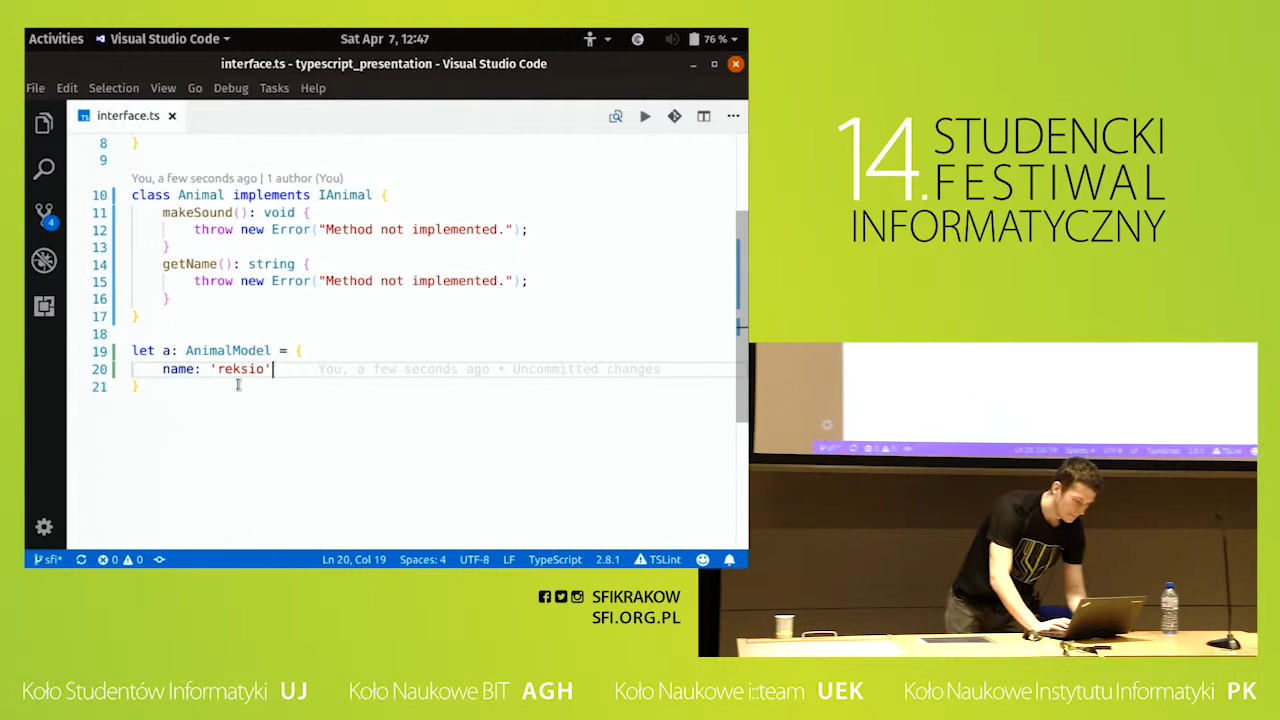 Activities Visual Studio Code Sat Apr 7, 12:47 76 %
interface.ts - typescript_presentation - Visual Studio Code
File Edit Selection View Go Debug Tasks Help
TS interface.ts
8 }
9
You, a few seconds ago | 1 author (You)
10 class Animal implements IAnimal {
11 makeSound(): void {
12 throw new Error("Method not implemented.");
13 }
14 getName(): string {
15 throw new Error("Method not implemented.");
16 }
17 }
18
19 let a: AnimalModel = {
20 name: 'reksio' You, a few seconds ago • Uncommitted changes
21 }
4
sfi* 0 0 Ln 20, Col 19 Spaces: 4 UTF-8 LF TypeScript 2.8.1 TSLint
14. STUDENCKI
FESTIWAL
INFORMATYCZNY
SFIKRAKOW
SFI.ORG.PL
Koło Studentów Informatyki UJ Koło Naukowe BIT AGH Koło Naukowe i::team UEK Koło Naukowe Instytutu Informatyki PK